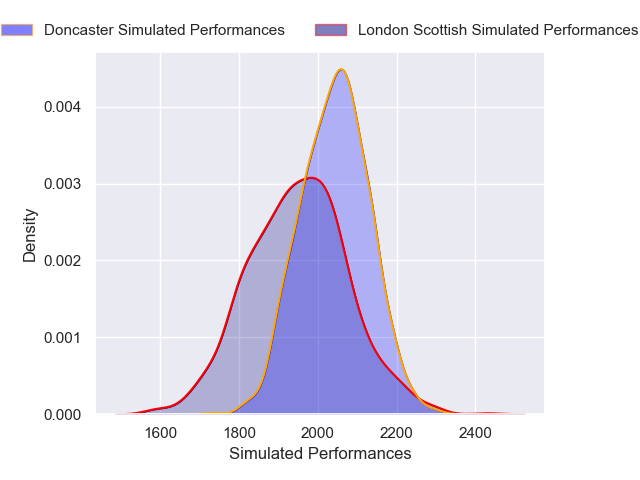 Doncaster Simulated Performances London Scottish Simulated Performances
0.004
0.003
0.002
0.001
0.000
Density
1600 1800 2000 2200 2400
Simulated Performances